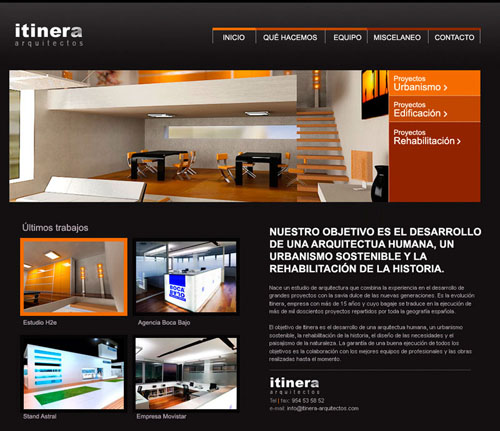 itinera
arquitectos
INICIO
QUÉ HACEMOS
EQUIPO
MISCELANEO
CONTACTO
Proyectos
Urbanismo >
Proyectos
Edificación >
Proyectos
Rehabilitación >
Últimos trabajos
Estudio H2e
BOCA
Agencia Boca Bajo
Stand Astral
Empresa Movistar
NUESTRO OBJETIVO ES EL DESARROLLO
DE UNA ARQUITECTUA HUMANA, UN
URBANISMO SOSTENIBLE Y LA
REHABILITACIÓN DE LA HISTORIA.
Nace un estudio de arquitectura que combina la experiencia en el desarrollo de
grandes proyectos con la savia dulce de las nuevas generaciones. Es la evolución
Itinera, empresa con más de 15 años y cuyo bagaje se traduce en la ejecución de
más de mil doscientos proyectos repartidos por toda la geografía española.
El objetivo de Itinera es el desarrollo de una arquitectua humana, un urbanismo
sostenible, la rehabilitación de la historia, el diseño de las necesidades y el
paisajismo de la naturaleza. La garantía de una buena ejecución de todos los
objetivos es la colaboración con los mejores equipos de profesionales y las obras
realizadas hasta el momento.
itinera
arquitectos
Tel | fax: 954 53 58 52
e-mail: info@itinera-arquitectos.com